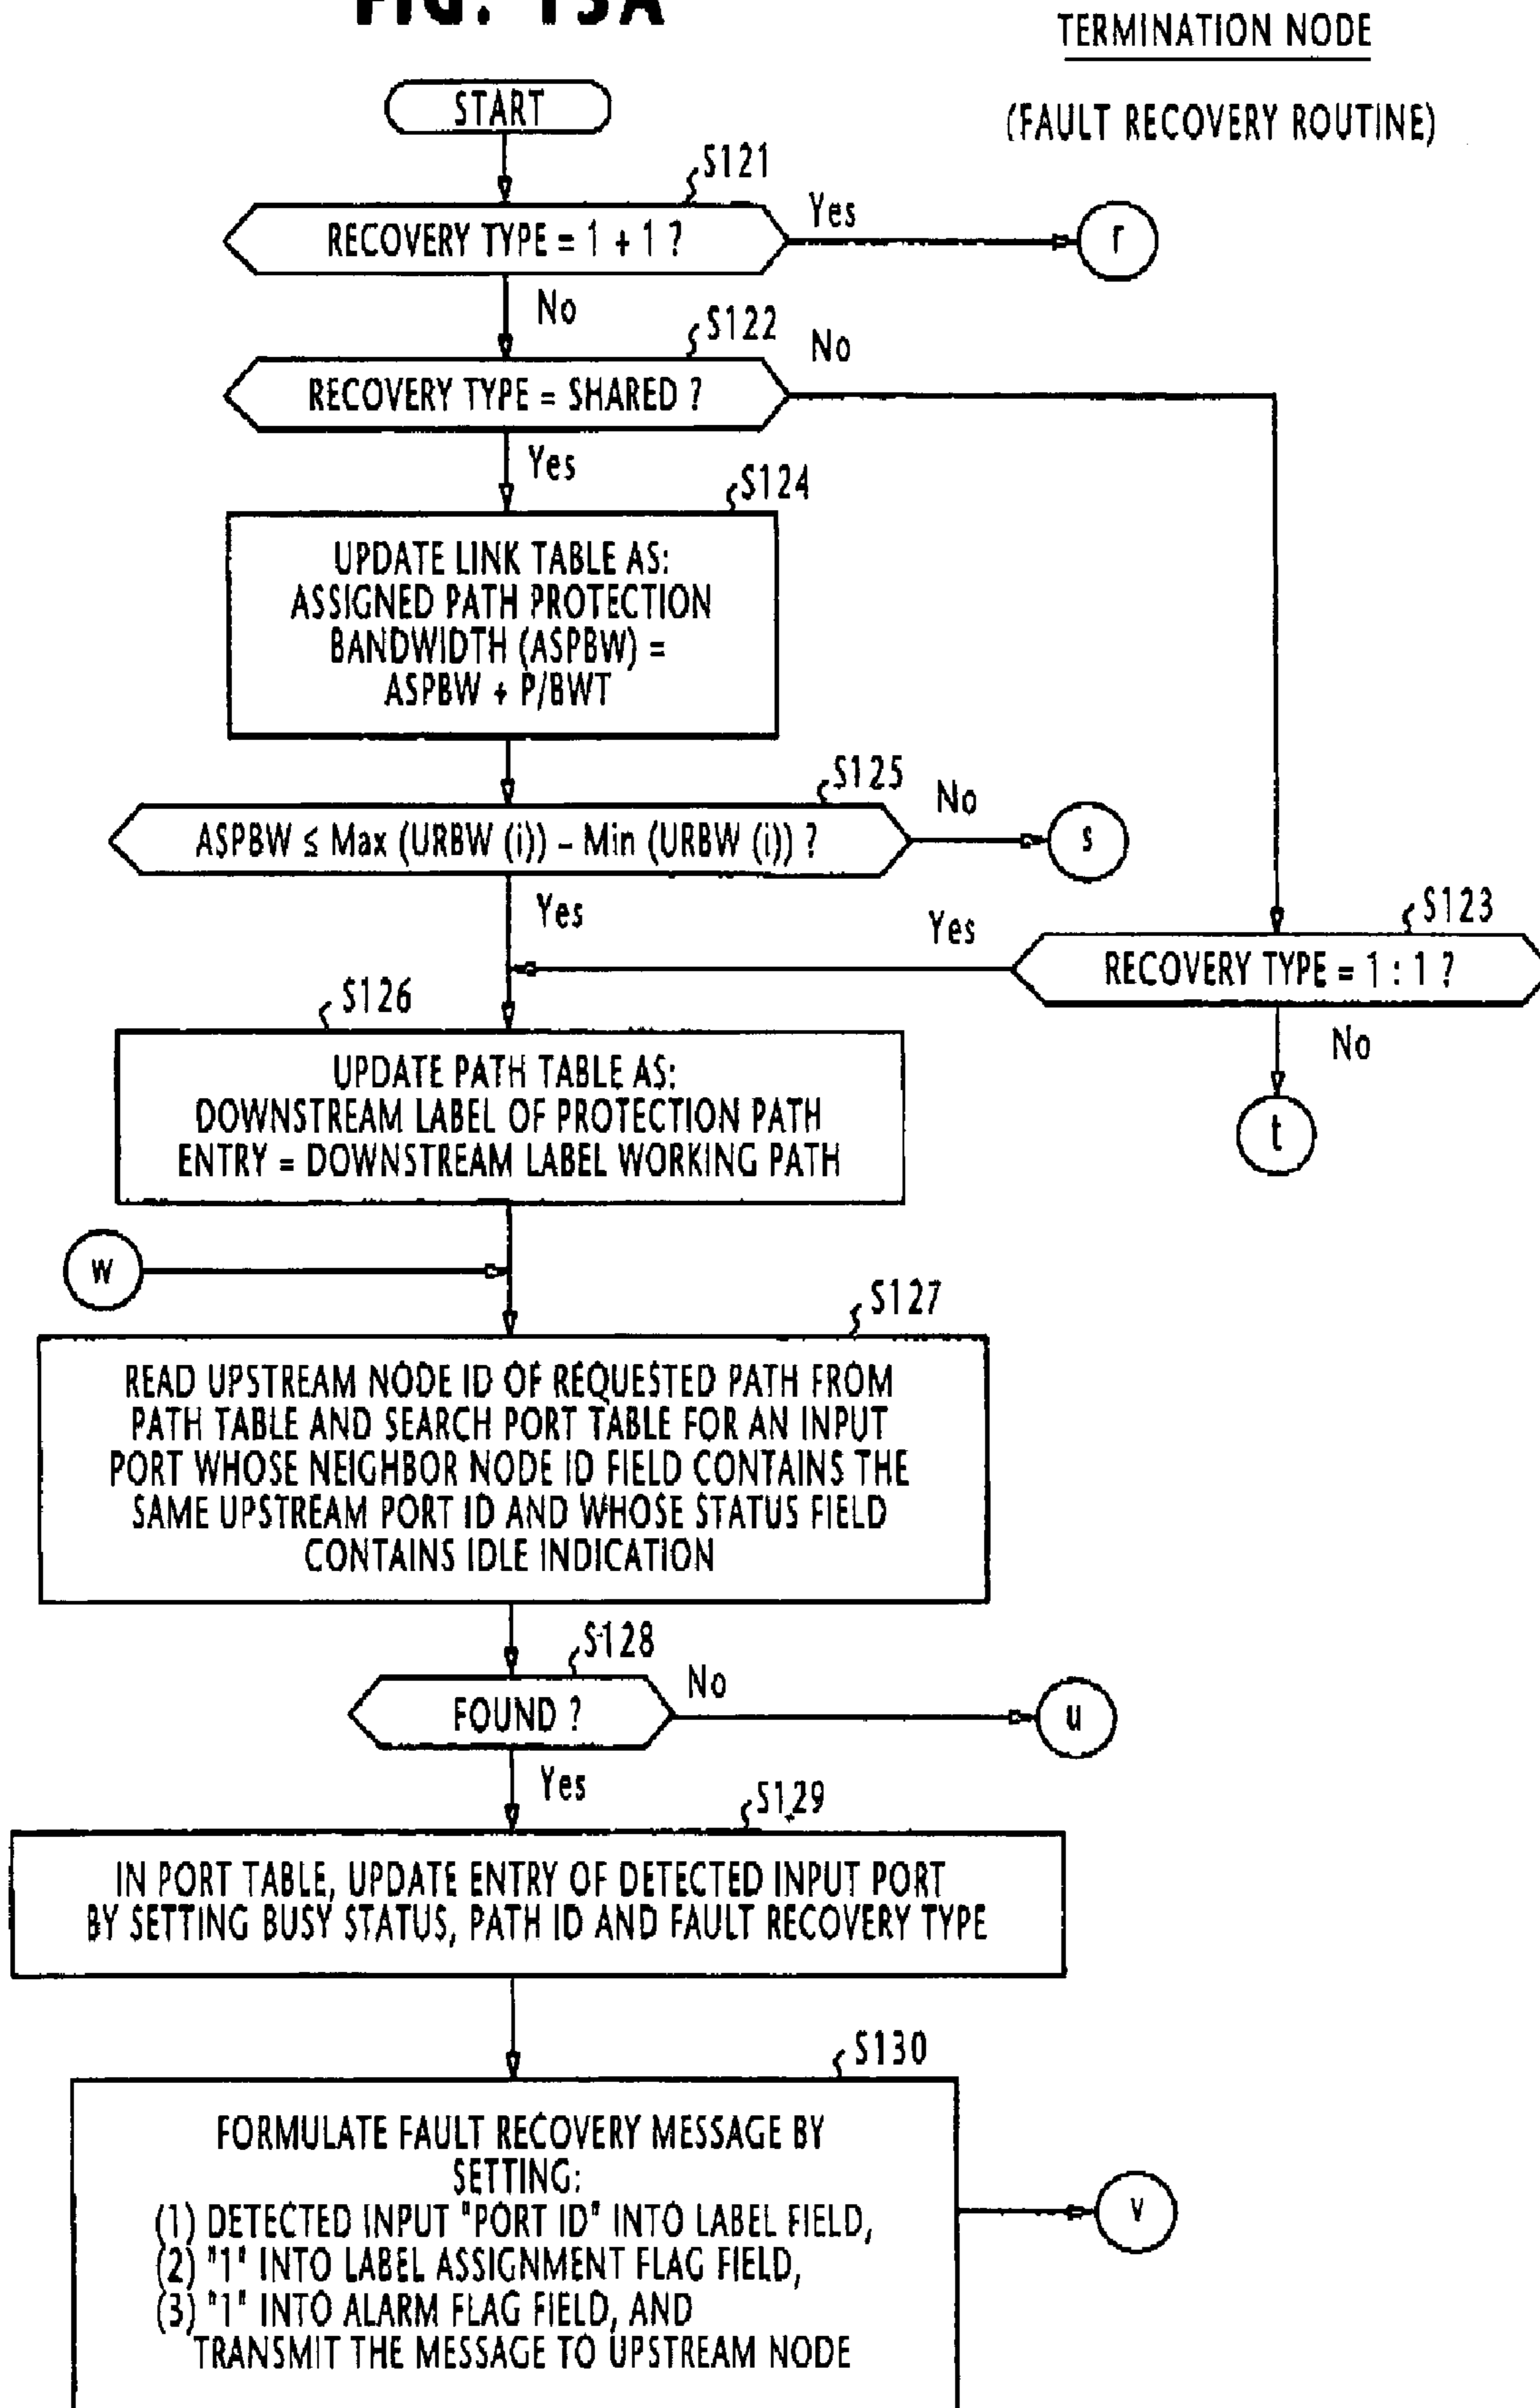 FIG. 15A
TERMINATION NODE
(FAULT RECOVERY ROUTINE)
START
S121
RECOVERY TYPE = 1 + 1 ?
Yes
r
No
S122
RECOVERY TYPE = SHARED ?
No
Yes
S124
UPDATE LINK TABLE AS:
ASSIGNED PATH PROTECTION
BANDWIDTH (ASPBW) =
ASPBW + P/BWT
S125
ASPBW ≤ Max (URBW (i)) – Min (URBW (i)) ?
No
s
Yes
S123
RECOVERY TYPE = 1 : 1 ?
Yes
No
t
S126
UPDATE PATH TABLE AS:
DOWNSTREAM LABEL OF PROTECTION PATH
ENTRY = DOWNSTREAM LABEL WORKING PATH
w
S127
READ UPSTREAM NODE ID OF REQUESTED PATH FROM
PATH TABLE AND SEARCH PORT TABLE FOR AN INPUT
PORT WHOSE NEIGHBOR NODE ID FIELD CONTAINS THE
SAME UPSTREAM PORT ID AND WHOSE STATUS FIELD
CONTAINS IDLE INDICATION
S128
FOUND ?
No
u
Yes
S129
IN PORT TABLE, UPDATE ENTRY OF DETECTED INPUT PORT
BY SETTING BUSY STATUS, PATH ID AND FAULT RECOVERY TYPE
S130
FORMULATE FAULT RECOVERY MESSAGE BY
SETTING:
(1) DETECTED INPUT "PORT ID" INTO LABEL FIELD,
(2) "1" INTO LABEL ASSIGNMENT FLAG FIELD,
(3) "1" INTO ALARM FLAG FIELD, AND
TRANSMIT THE MESSAGE TO UPSTREAM NODE
v